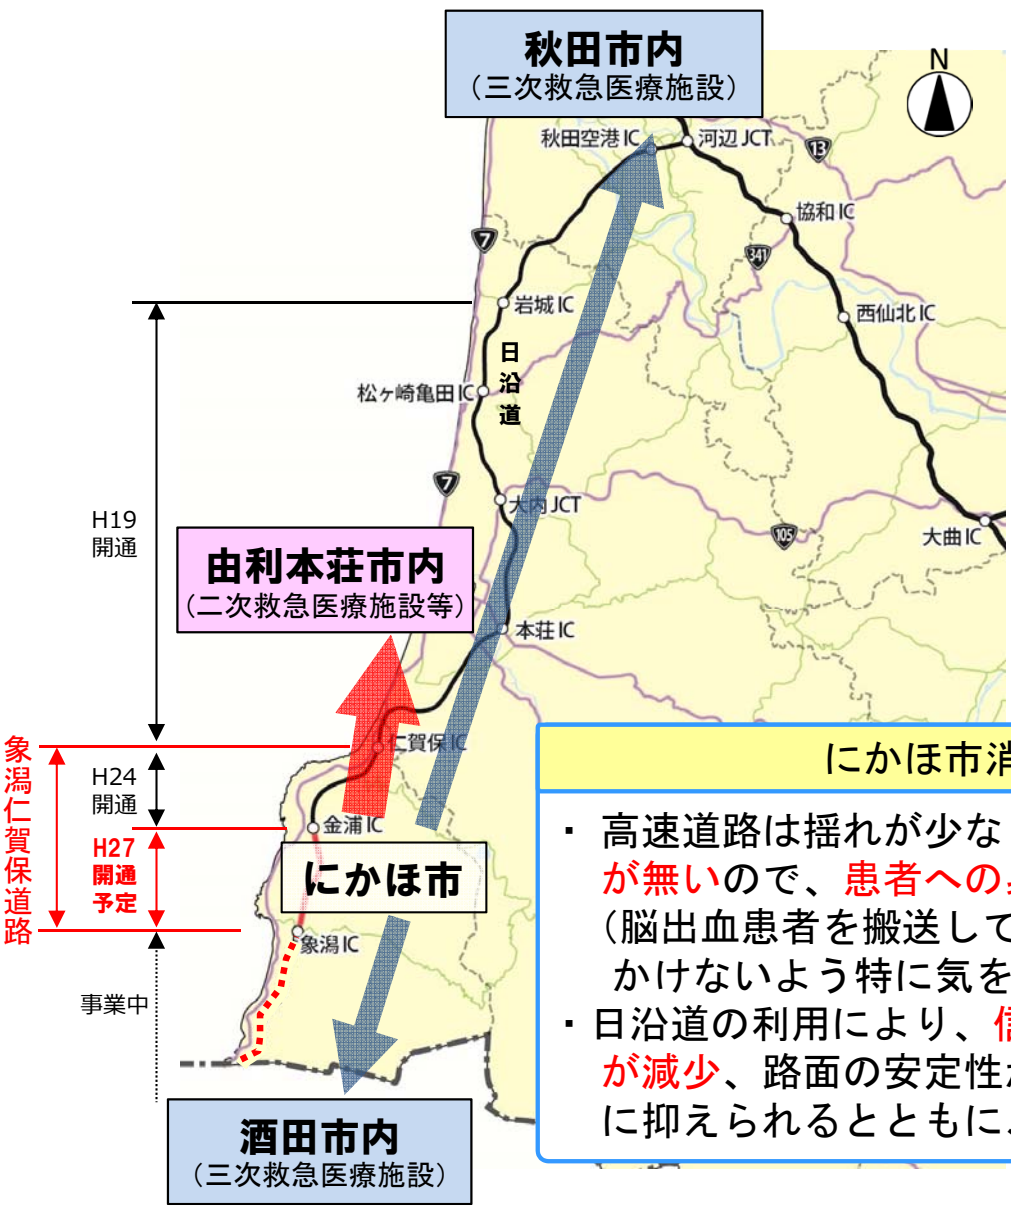 秋田市内
（三次救急医療施設）
N
秋田空港IC
河辺JCT
13
協和IC
7
341
岩城IC
西仙北IC
日沿道
松ヶ崎亀田IC
7
大内JCT
H19
開通
105
大曲IC
由利本荘市内
（二次救急医療施設等）
本荘IC
仁賀保IC
象潟仁賀保道路
H24
開通
金浦IC
H27
開通
予定
にかほ市
象潟IC
事業中
酒田市内
（三次救急医療施設）
にかほ市消
・ 高速道路は揺れが少な
が無いので、患者への
（脳出血患者を搬送して
かけないよう特に気を
・日沿道の利用により、
が減少、路面の安定性
に抑えられるとともに、